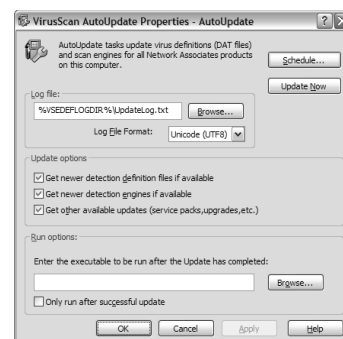 VirusScan AutoUpdate Properties - AutoUpdate
AutoUpdate tasks update virus definitions (DAT files)
and scan engines for all Network Associates products
on this computer.
Schedule...
Update Now
Log file:
%VSEDEFLOGDIR%\UpdateLog.txt
Browse...
Log File Format:
Unicode (UTF8)
Update options
Get newer detection definition files if available
Get newer detection engines if available
Get other available updates (service packs,upgrades,etc.)
Run options:
Enter the executable to be run after the Update has completed:
Browse...
Only run after successful update
OK
Cancel
Apply
Help